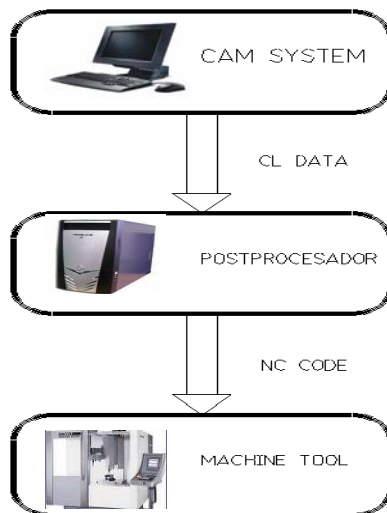 CAM SYSTEM
CL DATA
POSTPROCESADOR
NC CODE
MACHINE TOOL